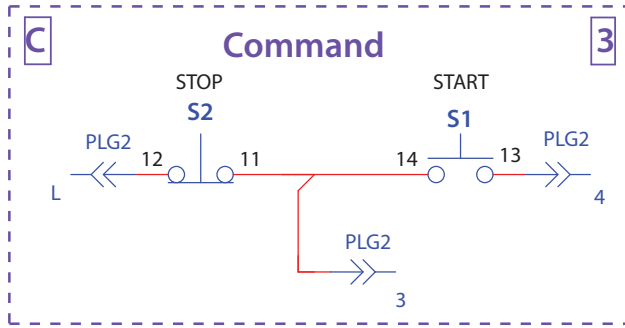 C Command 3
STOP START
S2 S1
PLG2 12 11 14 13 PLG2
L 4
PLG2
3